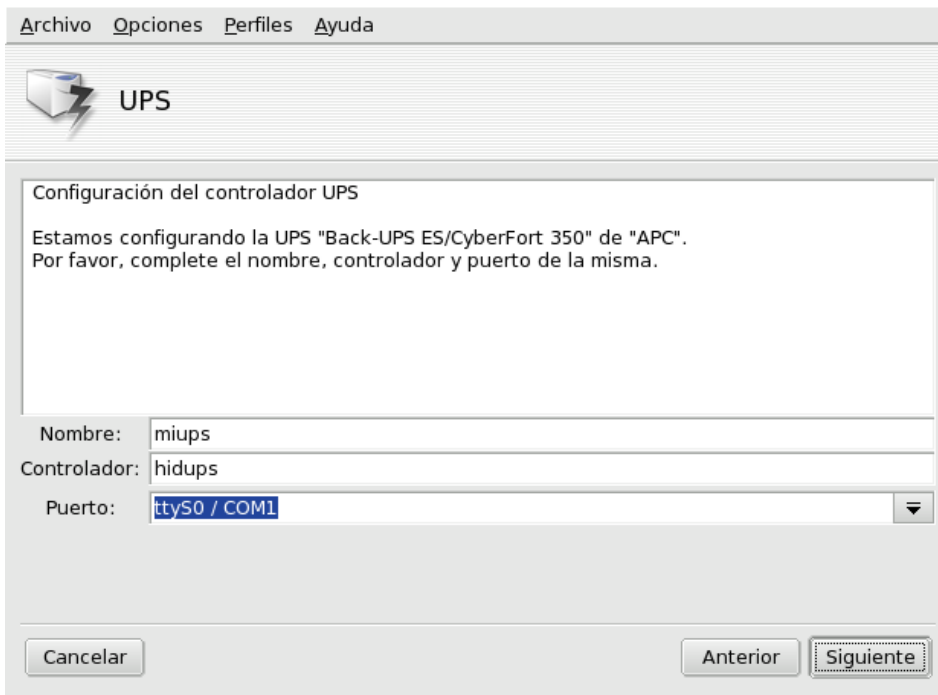 Archivo Opciones Perfiles Ayuda
UPS
Configuración del controlador UPS
Estamos configurando la UPS "Back-UPS ES/CyberFort 350" de "APC".
Por favor, complete el nombre, controlador y puerto de la misma.
Nombre: miups
Controlador: hidups
Puerto: ttyS0 / COM1
Cancelar Anterior Siguiente